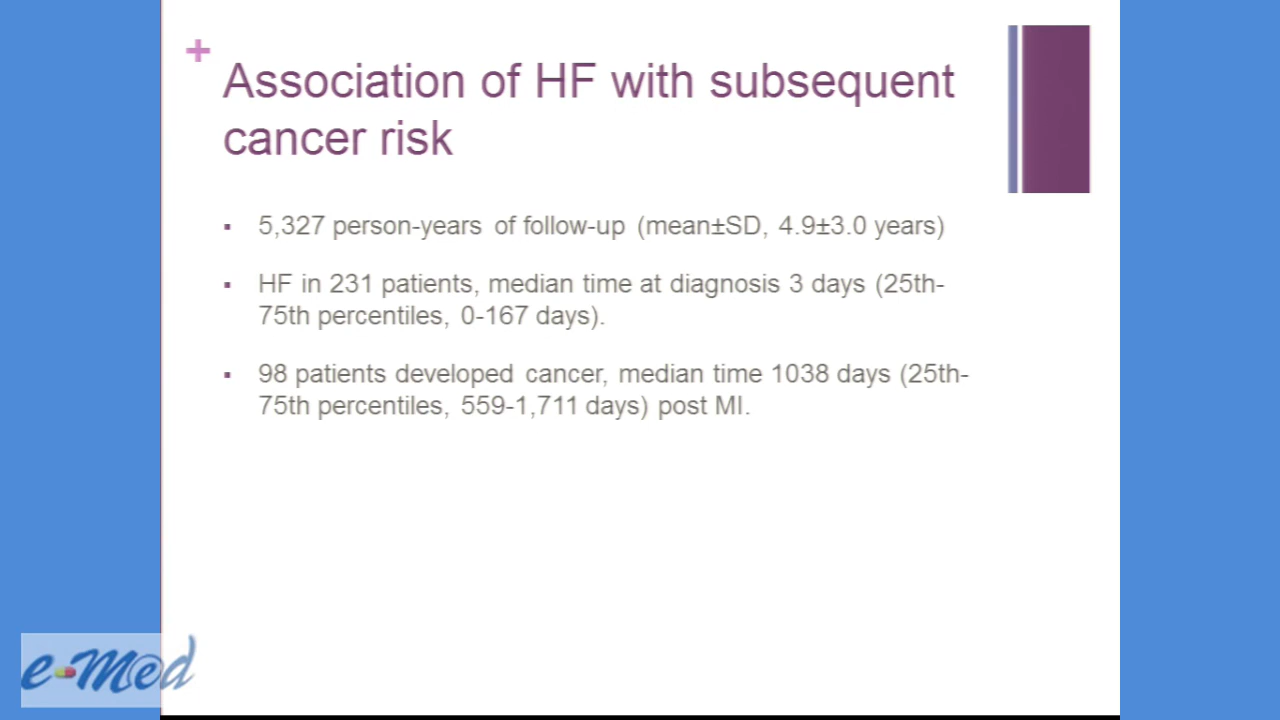 +
Association of HF with subsequent
cancer risk
▪ 5,327 person-years of follow-up (mean±SD, 4.9±3.0 years)
▪ HF in 231 patients, median time at diagnosis 3 days (25th-
75th percentiles, 0-167 days).
▪ 98 patients developed cancer, median time 1038 days (25th-
75th percentiles, 559-1,711 days) post MI.
e-Med